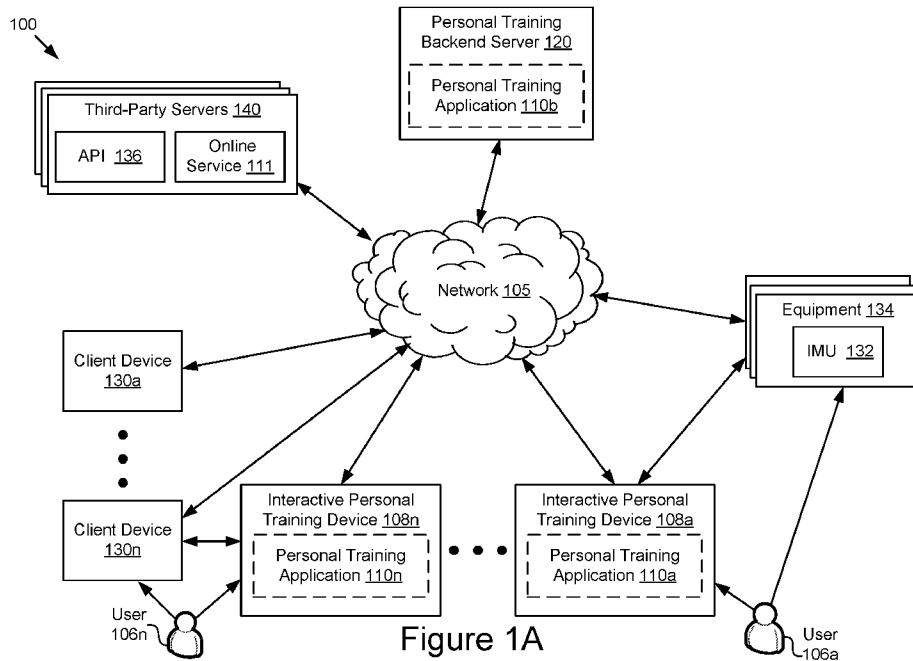 100
Personal Training
Backend Server 120
Personal Training
Application 110b
Third-Party Servers 140
API 136
Online
Service 111
Network 105
Equipment 134
IMU 132
Client Device
130a
Client Device
130n
Interactive Personal
Training Device 108n
Personal Training
Application 110n
Interactive Personal
Training Device 108a
Personal Training
Application 110a
User
106n
User
106a
Figure 1A